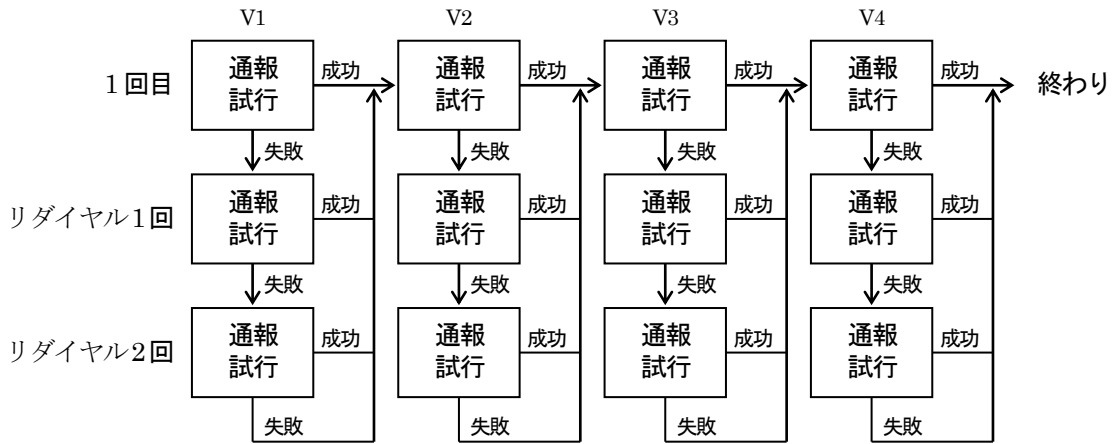 V1 V2 V3 V4
1回目 通報試行 成功 通報試行 成功 通報試行 成功 通報試行 成功 終わり
失敗 失敗 失敗 失敗
リダイヤル1回 通報試行 成功 通報試行 成功 通報試行 成功 通報試行 成功
失敗 失敗 失敗 失敗
リダイヤル2回 通報試行 成功 通報試行 成功 通報試行 成功 通報試行 成功
失敗 失敗 失敗 失敗